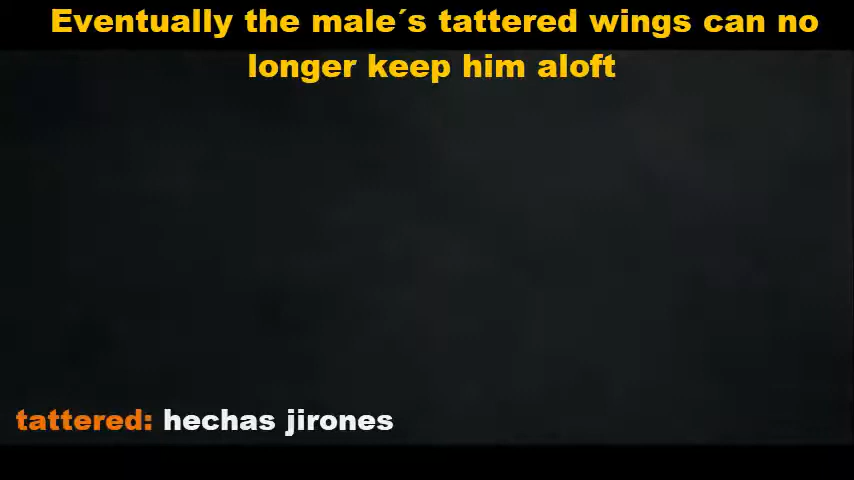 Eventually the male´s tattered wings can no
longer keep him aloft
tattered: hechas jirones